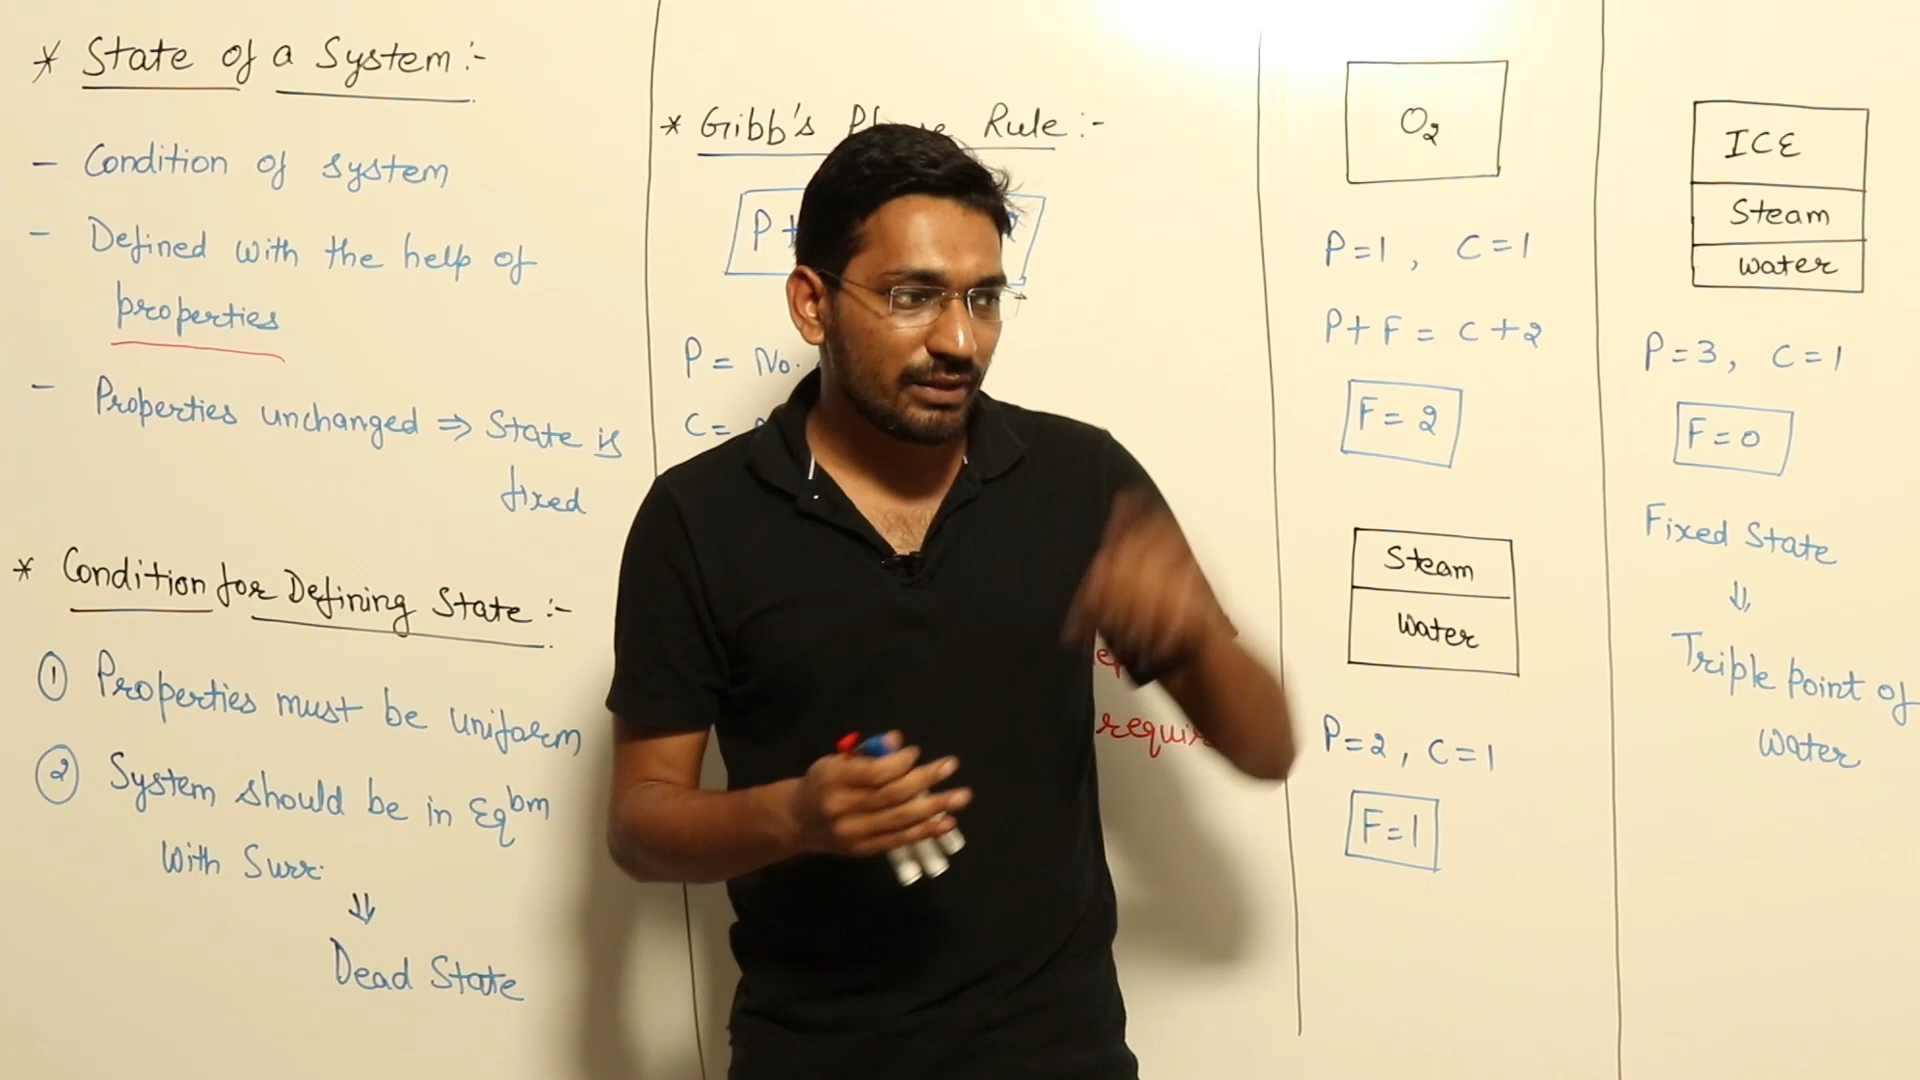 * State of a System:-
- Condition of system
- Defined with the help of
properties
- Properties unchanged ⇒ State is
fixed
* Condition for Defining State:-
① Properties must be uniform
② System should be in Eqbm
with Surr.
⇓
Dead State
* Gibb's Rule:-
P+
P = No.
C =
requir
O2
P=1, C=1
P+F = C+2
F=2
Steam
Water
P=2, C=1
F=1
ICE
Steam
Water
P=3, C=1
F=0
Fixed State
⇓
Triple point of
Water